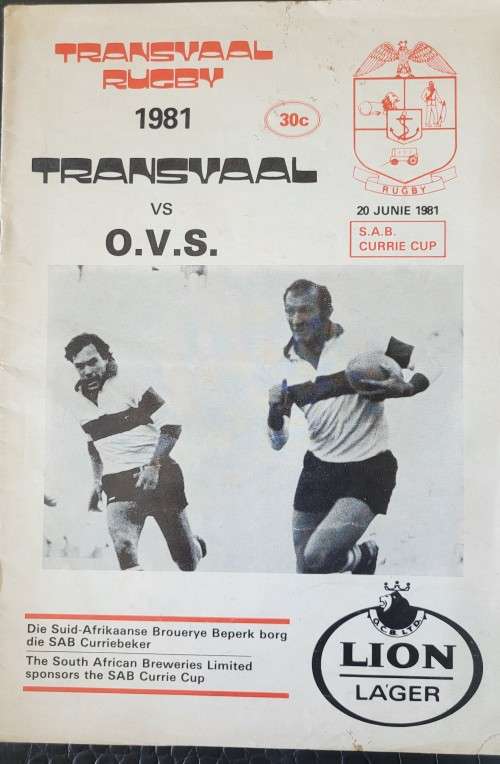 TRANSVAAL
RUGBY
1981
30c
TRANSVAAL
VS
O.V.S.
RUGBY
20 JUNIE 1981
S.A.B.
CURRIE CUP
Die Suid-Afrikaanse Brouerye Beperk borg
die SAB Curriebeker
The South African Breweries Limited
sponsors the SAB Currie Cup
O.C.B. LTD.
LION
LAGER